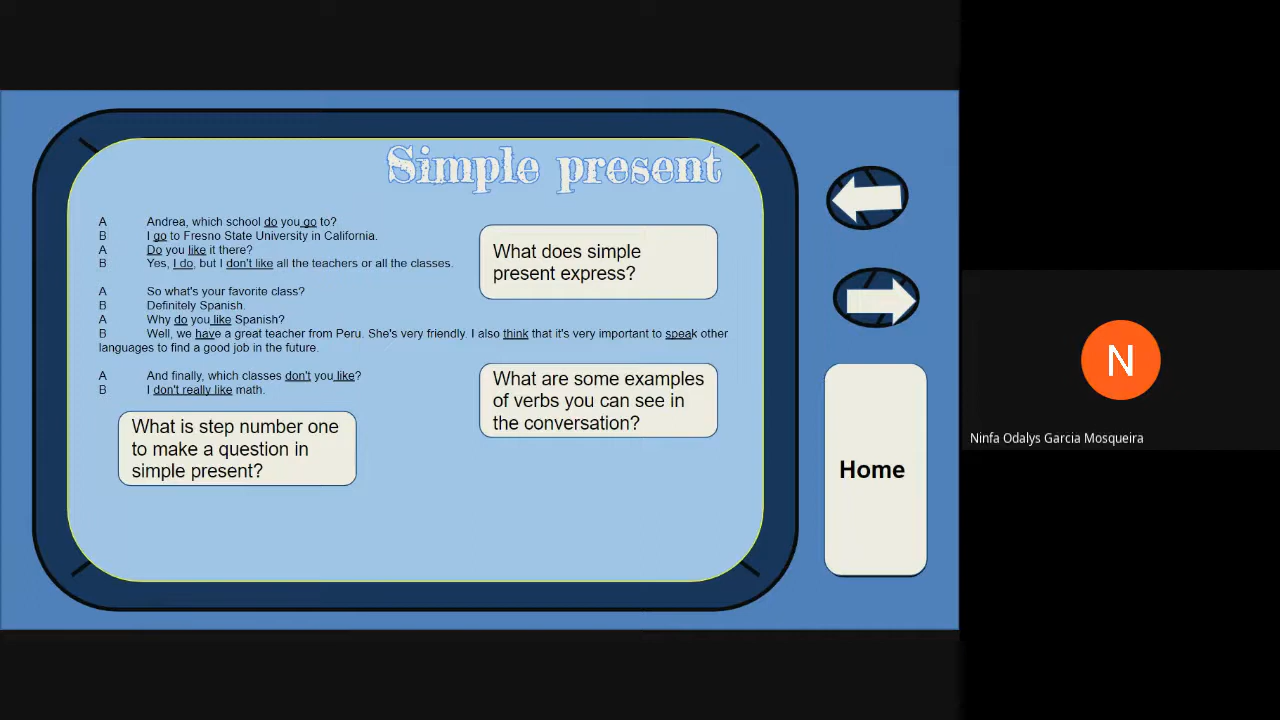 Simple present
A Andrea, which school do you go to?
B I go to Fresno State University in California.
A Do you like it there?
B Yes, I do, but I don't like all the teachers or all the classes.
A So what's your favorite class?
B Definitely Spanish.
A Why do you like Spanish?
B Well, we have a great teacher from Peru. She's very friendly. I also think that it's very important to speak other
languages to find a good job in the future.
A And finally, which classes don't you like?
B I don't really like math.
What does simple
present express?
What are some examples
of verbs you can see in
the conversation?
What is step number one
to make a question in
simple present?
Home
N
Ninfa Odalys Garcia Mosqueira